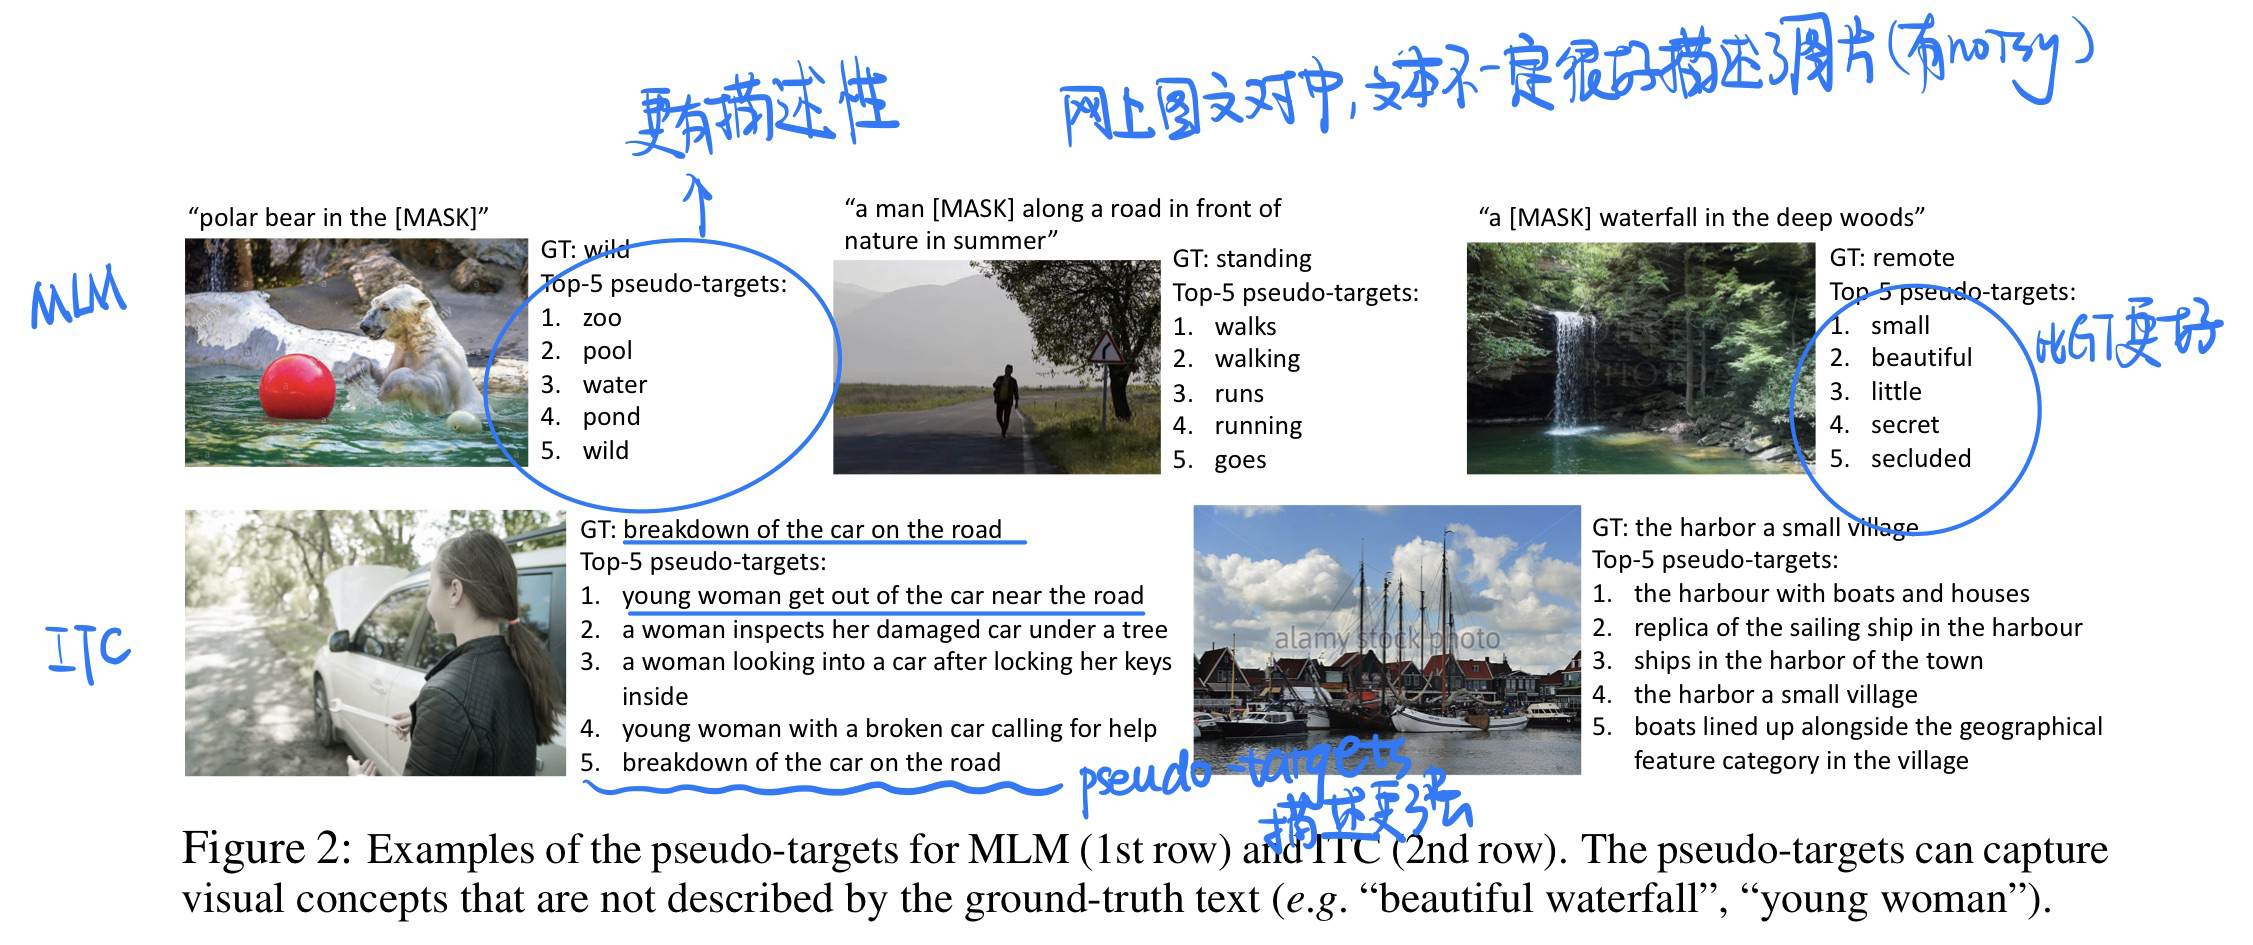 更有描述性
网上图文对中,文本不一定很好描述了图片(有noisy)
"polar bear in the [MASK]"
GT: wild
Top-5 pseudo-targets:
1. zoo
2. pool
3. water
4. pond
5. wild
"a man [MASK] along a road in front of
nature in summer"
GT: standing
Top-5 pseudo-targets:
1. walks
2. walking
3. runs
4. running
5. goes
"a [MASK] waterfall in the deep woods"
GT: remote
Top-5 pseudo-targets:
1. small
2. beautiful
3. little
4. secret
5. secluded
MLM
比GT更好
ITC
GT: breakdown of the car on the road
Top-5 pseudo-targets:
1. young woman get out of the car near the road
2. a woman inspects her damaged car under a tree
3. a woman looking into a car after locking her keys
inside
4. young woman with a broken car calling for help
5. breakdown of the car on the road
alamy stock photo
GT: the harbor a small village
Top-5 pseudo-targets:
1. the harbour with boats and houses
2. replica of the sailing ship in the harbour
3. ships in the harbor of the town
4. the harbor a small village
5. boats lined up alongside the geographical
feature category in the village
pseudo-targets
描述更
Figure 2: Examples of the pseudo-targets for MLM (1st row) and ITC (2nd row). The pseudo-targets can capture
visual concepts that are not described by the ground-truth text (e.g. "beautiful waterfall", "young woman").